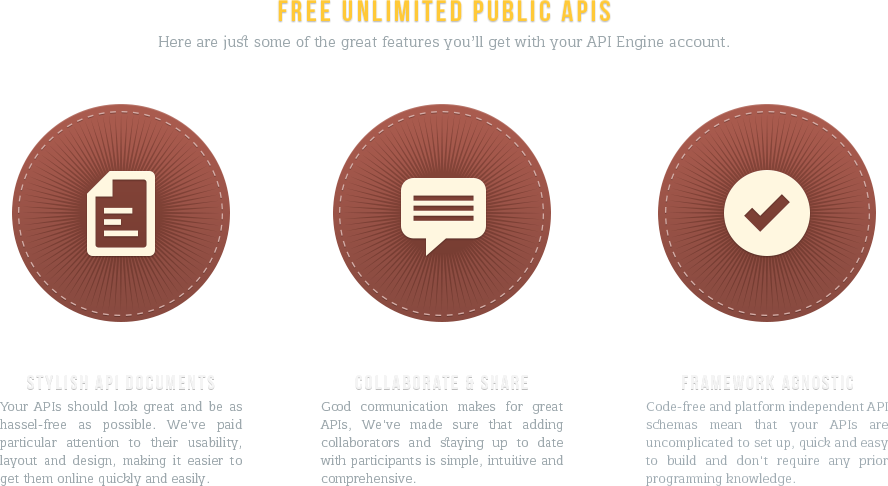 FREE UNLIMITED PUBLIC APIS
Here are just some of the great features you'll get with your API Engine account.
STYLISH API DOCUMENTS
Your APIs should look great and be as
hassel-free as possible. We've paid
particular attention to their usability,
layout and design, making it easier to
get them online quickly and easily.
COLLABORATE & SHARE
Good communication makes for great
APIs, We've made sure that adding
collaborators and staying up to date
with participants is simple, intuitive and
comprehensive.
FRAMEWORK AGNOSTIC
Code-free and platform independent API
schemas mean that your APIs are
uncomplicated to set up, quick and easy
to build and don't require any prior
programming knowledge.